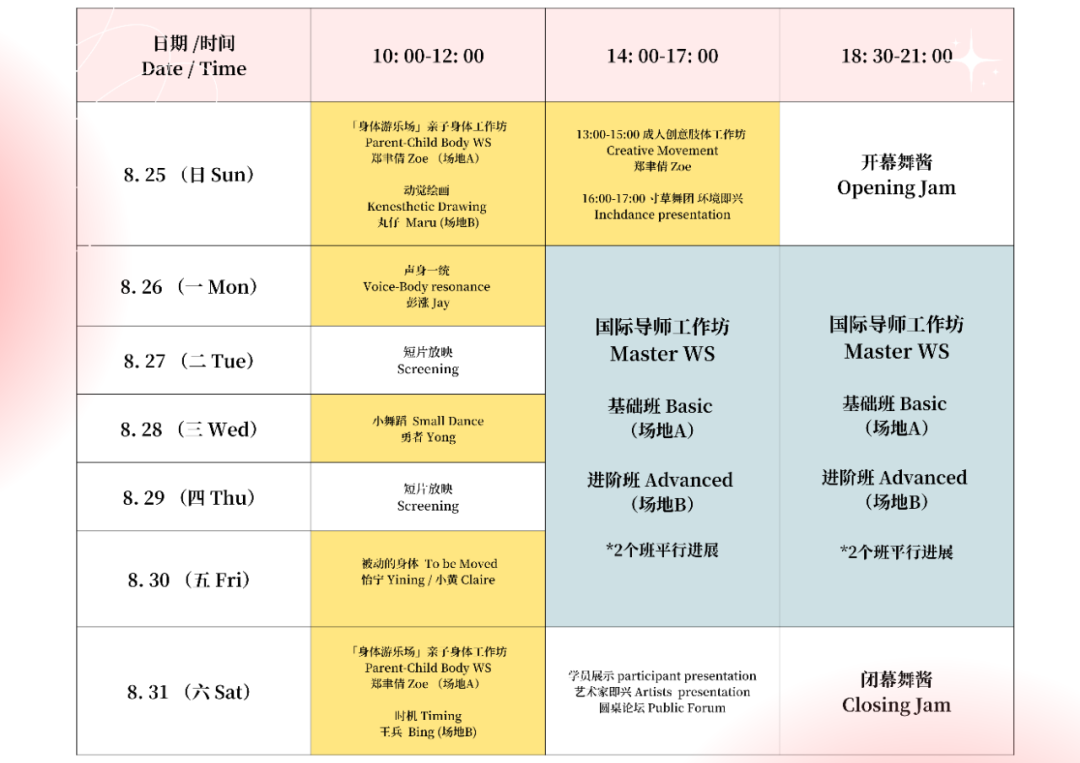 日期 /时间
Date / Time
10: 00-12: 00
14: 00-17: 00
18: 30-21: 00
8. 25 （日 Sun）
「身体游乐场」亲子身体工作坊
Parent-Child Body WS
郑聿倩 Zoe （场地A）
动觉绘画
Kenesthetic Drawing
丸仔 Maru (场地B)
13:00-15:00 成人创意肢体工作坊
Creative Movement
郑聿倩 Zoe
16:00-17:00 寸草舞团 环境即兴
Inchdance presentation
开幕舞酱
Opening Jam
8. 26 （一 Mon）
声身一统
Voice-Body resonance
彭涨 Jay
国际导师工作坊
Master WS
基础班 Basic
（场地A）
进阶班 Advanced
（场地B）
*2个班平行进展
国际导师工作坊
Master WS
基础班 Basic
（场地A）
进阶班 Advanced
（场地B）
*2个班平行进展
8. 27 （二 Tue）
短片放映
Screening
8. 28 （三 Wed）
小舞蹈 Small Dance
勇者 Yong
8. 29 （四 Thu）
短片放映
Screening
8. 30 （五 Fri）
被动的身体 To be Moved
怡宁 Yining / 小黄 Claire
8. 31 （六 Sat）
「身体游乐场」亲子身体工作坊
Parent-Child Body WS
郑聿倩 Zoe （场地A）
时机 Timing
王兵 Bing (场地B)
学员展示 participant presentation
艺术家即兴 Artists presentation
圆桌论坛 Public Forum
闭幕舞酱
Closing Jam